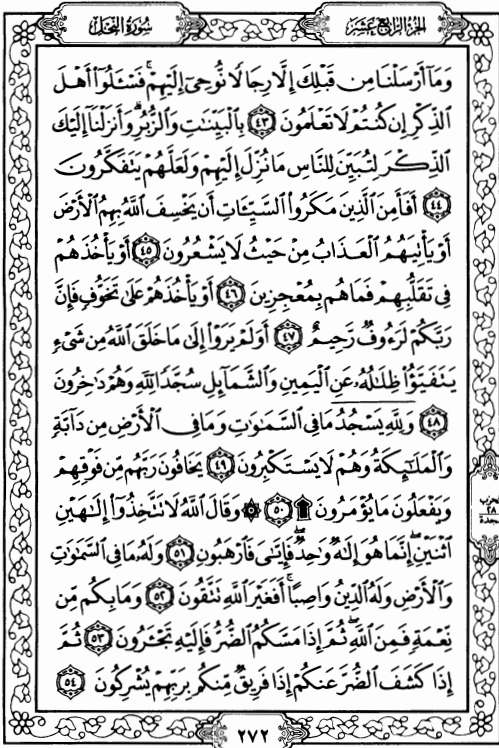 سورة النحل
الجزء الرابع عشر
وَمَآ أَرْسَلْنَا مِن قَبْلِكَ إِلَّا رِجَالًا نُّوحِىٓ إِلَيْهِمْ ۚ فَسْـَٔلُوٓا۟ أَهْلَ
ٱلذِّكْرِ إِن كُنتُمْ لَا تَعْلَمُونَ ٤٣ بِٱلْبَيِّنَـٰتِ وَٱلزُّبُرِ ۗ وَأَنزَلْنَآ إِلَيْكَ
ٱلذِّكْرَ لِتُبَيِّنَ لِلنَّاسِ مَا نُزِّلَ إِلَيْهِمْ وَلَعَلَّهُمْ يَتَفَكَّرُونَ
٤٤ أَفَأَمِنَ ٱلَّذِينَ مَكَرُوا۟ ٱلسَّيِّـَٔاتِ أَن يَخْسِفَ ٱللَّهُ بِهِمُ ٱلْأَرْضَ
أَوْ يَأْتِيَهُمُ ٱلْعَذَابُ مِنْ حَيْثُ لَا يَشْعُرُونَ ٤٥ أَوْ يَأْخُذَهُمْ
فِى تَقَلُّبِهِمْ فَمَا هُم بِمُعْجِزِينَ ٤٦ أَوْ يَأْخُذَهُمْ عَلَىٰ تَخَوُّفٍ فَإِنَّ
رَبَّكُمْ لَرَءُوفٌ رَّحِيمٌ ٤٧ أَوَلَمْ يَرَوْا۟ إِلَىٰ مَا خَلَقَ ٱللَّهُ مِن شَىْءٍ
يَتَفَيَّؤُا۟ ظِلَـٰلُهُۥ عَنِ ٱلْيَمِينِ وَٱلشَّمَآئِلِ سُجَّدًا لِّلَّهِ وَهُمْ دَٰخِرُونَ
٤٨ وَلِلَّهِ يَسْجُدُ مَا فِى ٱلسَّمَـٰوَٰتِ وَمَا فِى ٱلْأَرْضِ مِن دَآبَّةٍ
وَٱلْمَلَـٰٓئِكَةُ وَهُمْ لَا يَسْتَكْبِرُونَ ٤٩ يَخَافُونَ رَبَّهُم مِّن فَوْقِهِمْ
وَيَفْعَلُونَ مَا يُؤْمَرُونَ ۩ ٥٠ ۞ وَقَالَ ٱللَّهُ لَا تَتَّخِذُوٓا۟ إِلَـٰهَيْنِ
ٱثْنَيْنِ ۖ إِنَّمَا هُوَ إِلَـٰهٌ وَٰحِدٌ ۖ فَإِيَّـٰىَ فَٱرْهَبُونِ ٥١ وَلَهُۥ مَا فِى ٱلسَّمَـٰوَٰتِ
وَٱلْأَرْضِ وَلَهُ ٱلدِّينُ وَاصِبًا ۚ أَفَغَيْرَ ٱللَّهِ تَتَّقُونَ ٥٢ وَمَا بِكُم مِّن
نِّعْمَةٍ فَمِنَ ٱللَّهِ ۖ ثُمَّ إِذَا مَسَّكُمُ ٱلضُّرُّ فَإِلَيْهِ تَجْـَٔرُونَ ٥٣ ثُمَّ
إِذَا كَشَفَ ٱلضُّرَّ عَنكُمْ إِذَا فَرِيقٌ مِّنكُم بِرَبِّهِمْ يُشْرِكُونَ ٥٤
حزب
٢٨
سجدة
٢٧٢